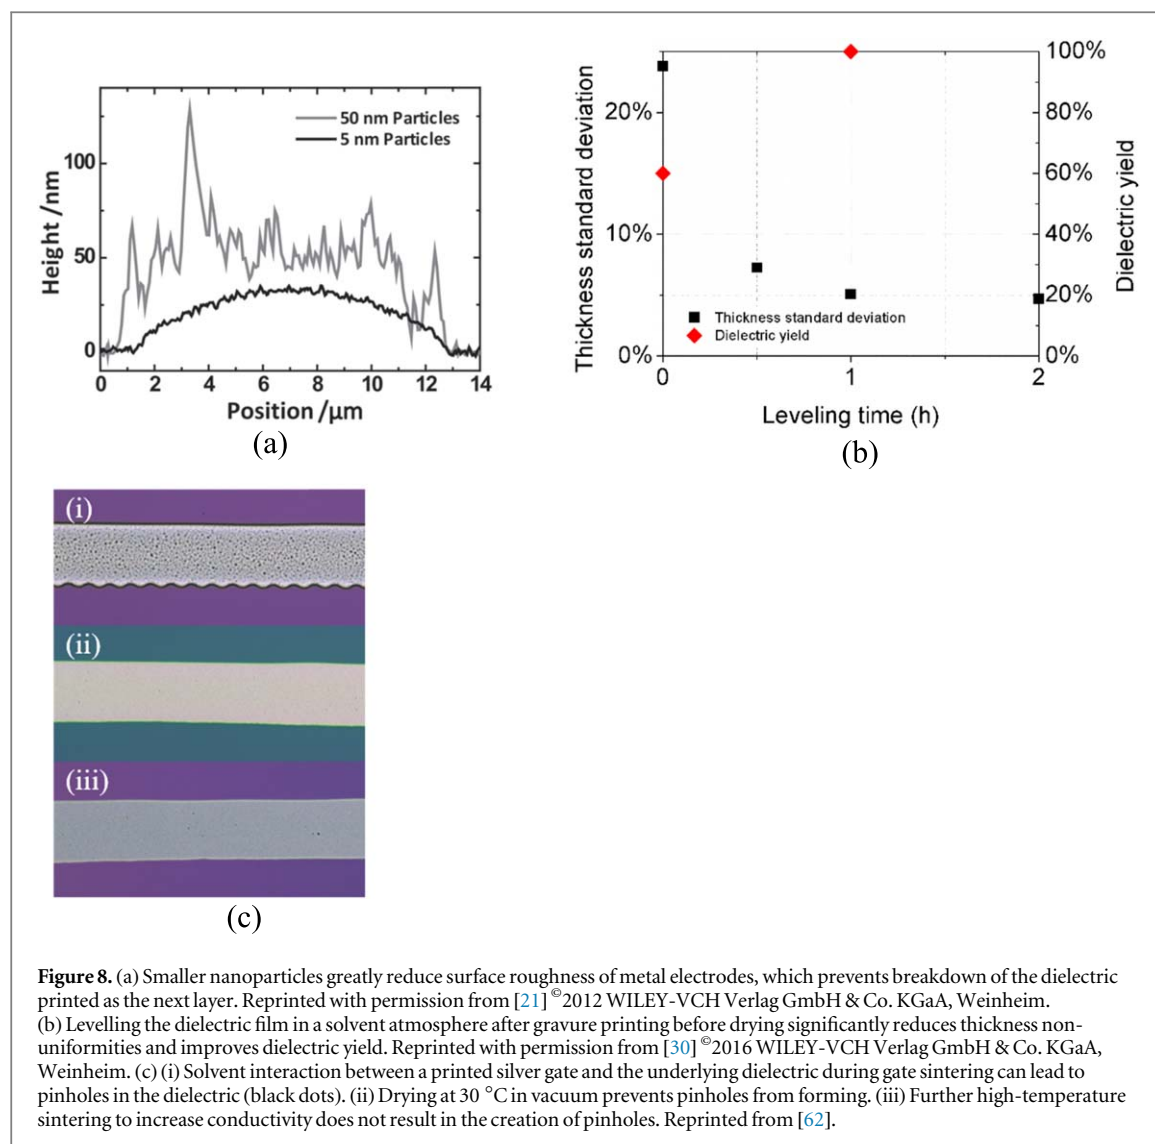 100
50
0
Height /nm
50 nm Particles
5 nm Particles
0 2 4 6 8 10 12 14
Position /µm
(a)
20%
10%
0%
Thickness standard deviation
100%
80%
60%
40%
20%
0%
Dielectric yield
Thickness standard deviation
Dielectric yield
0 1 2
Leveling time (h)
(b)
(i)
(ii)
(iii)
(c)
Figure 8. (a) Smaller nanoparticles greatly reduce surface roughness of metal electrodes, which prevents breakdown of the dielectric
printed as the next layer. Reprinted with permission from [21] ©2012 WILEY-VCH Verlag GmbH & Co. KGaA, Weinheim.
(b) Levelling the dielectric film in a solvent atmosphere after gravure printing before drying significantly reduces thickness non-
uniformities and improves dielectric yield. Reprinted with permission from [30] ©2016 WILEY-VCH Verlag GmbH & Co. KGaA,
Weinheim. (c) (i) Solvent interaction between a printed silver gate and the underlying dielectric during gate sintering can lead to
pinholes in the dielectric (black dots). (ii) Drying at 30 °C in vacuum prevents pinholes from forming. (iii) Further high-temperature
sintering to increase conductivity does not result in the creation of pinholes. Reprinted from [62].